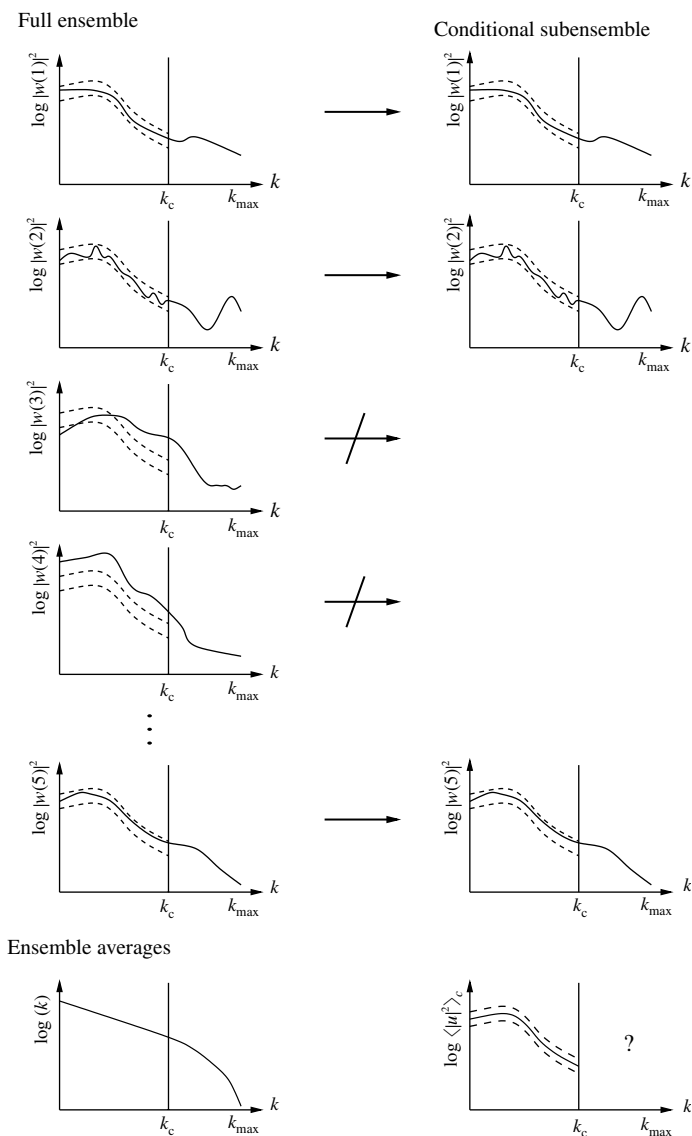 Full ensemble
Conditional subensemble
log |w(1)|²
k_c
k_max
k
log |w(1)|²
k_c
k_max
k
log |w(2)|²
k_c
k_max
k
log |w(2)|²
k_c
k_max
k
log |w(3)|²
k_c
k_max
k
log |w(4)|²
k_c
k_max
k
log |w(5)|²
k_c
k_max
k
log |w(5)|²
k_c
k_max
k
Ensemble averages
log (k)
k_c
k_max
k
log ⟨|u|²⟩_c
?
k_c
k_max
k